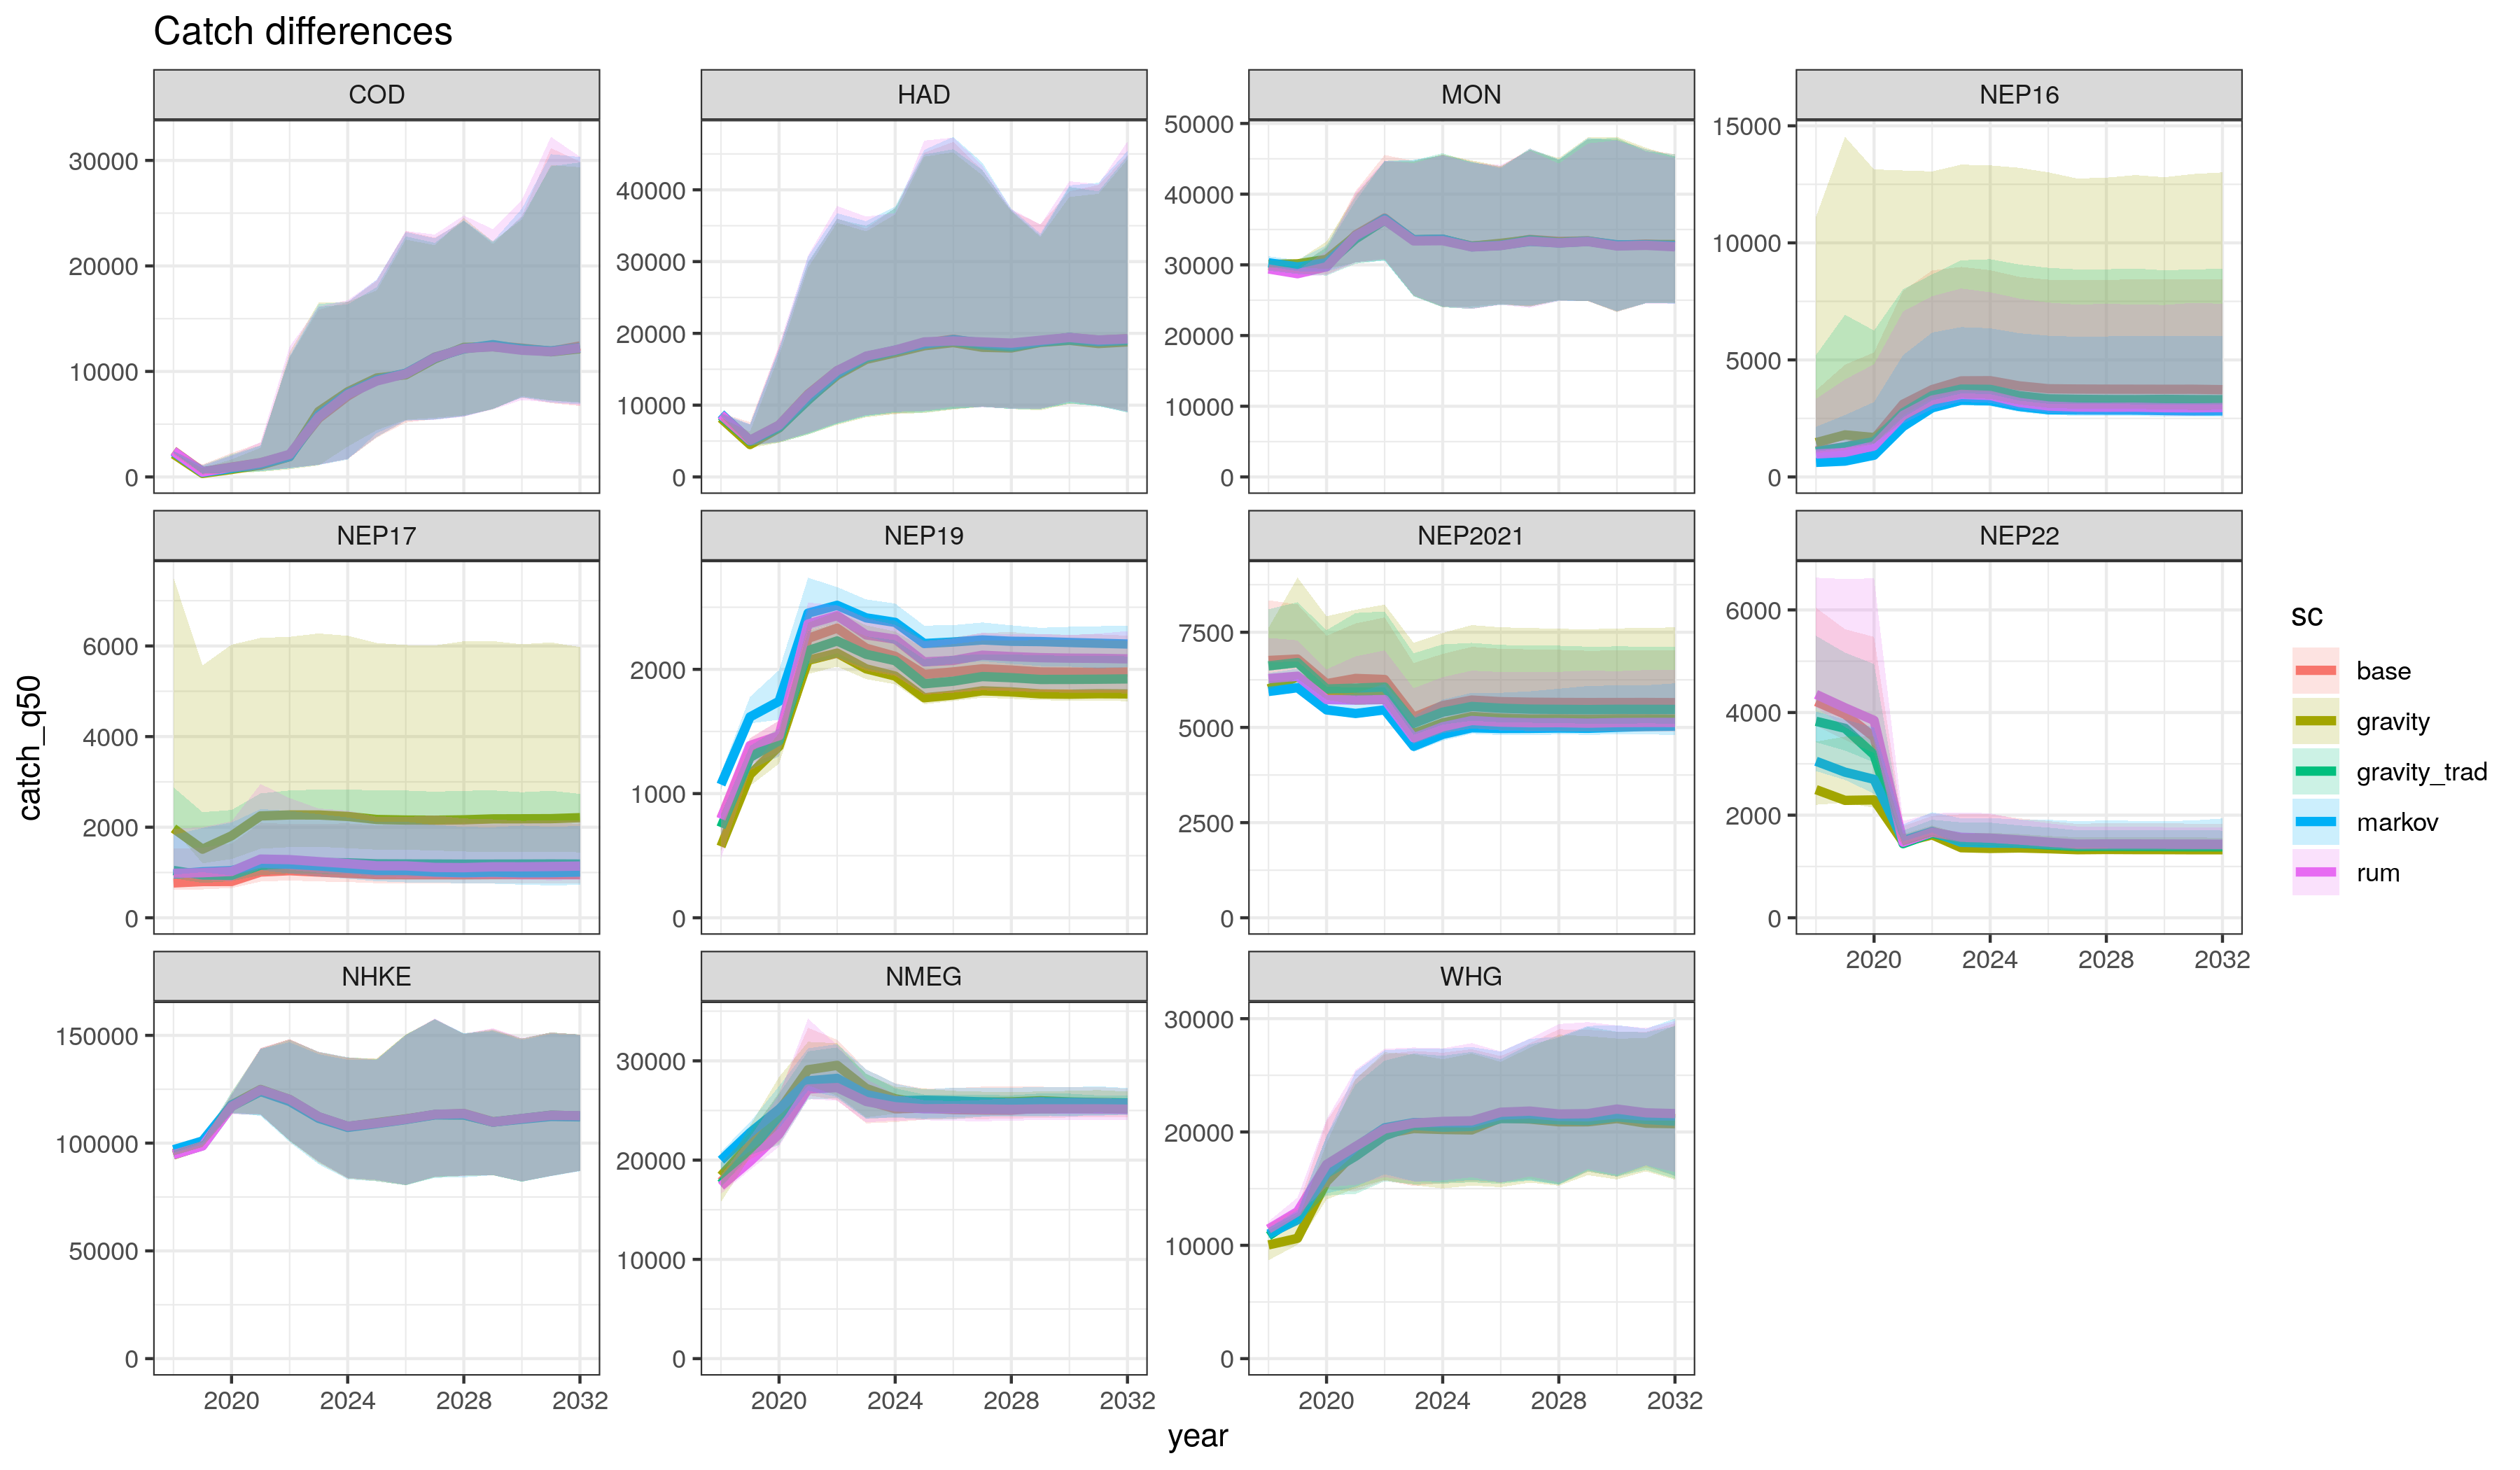 Catch differences
COD
HAD
MON
NEP16
30000
20000
10000
0
40000
30000
20000
10000
0
50000
40000
30000
20000
10000
0
15000
10000
5000
0
NEP17
NEP19
NEP2021
NEP22
6000
4000
2000
0
2000
1000
0
7500
5000
2500
0
6000
4000
2000
0
2020 2024 2028 2032
NHKE
NMEG
WHG
150000
100000
50000
0
30000
20000
10000
0
30000
20000
10000
0
2020 2024 2028 2032
2020 2024 2028 2032
2020 2024 2028 2032
catch_q50
year
sc
base
gravity
gravity_trad
markov
rum